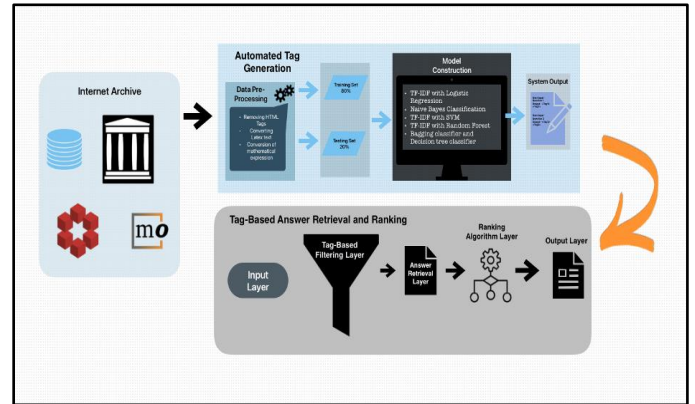 Internet Archive
mo
Automated Tag
Generation
Data Pre-
Processing
- Removing HTML
Tags
- Converting
Latex text
- Conversion of
mathematical
expression
Training Set
80%
Testing Set
20%
Model
Construction
• TF-IDF with Logistic
Regression
• Naive Bayes Classification
• TF-IDF with SVM
• TF-IDF with Random Forest
• Bagging classifier and
Decision tree classifier
System Output
Tag-Based Answer Retrieval and Ranking
Input
Layer
Tag-Based
Filtering Layer
Answer
Retrieval
Layer
Ranking
Algorithm Layer
Output Layer